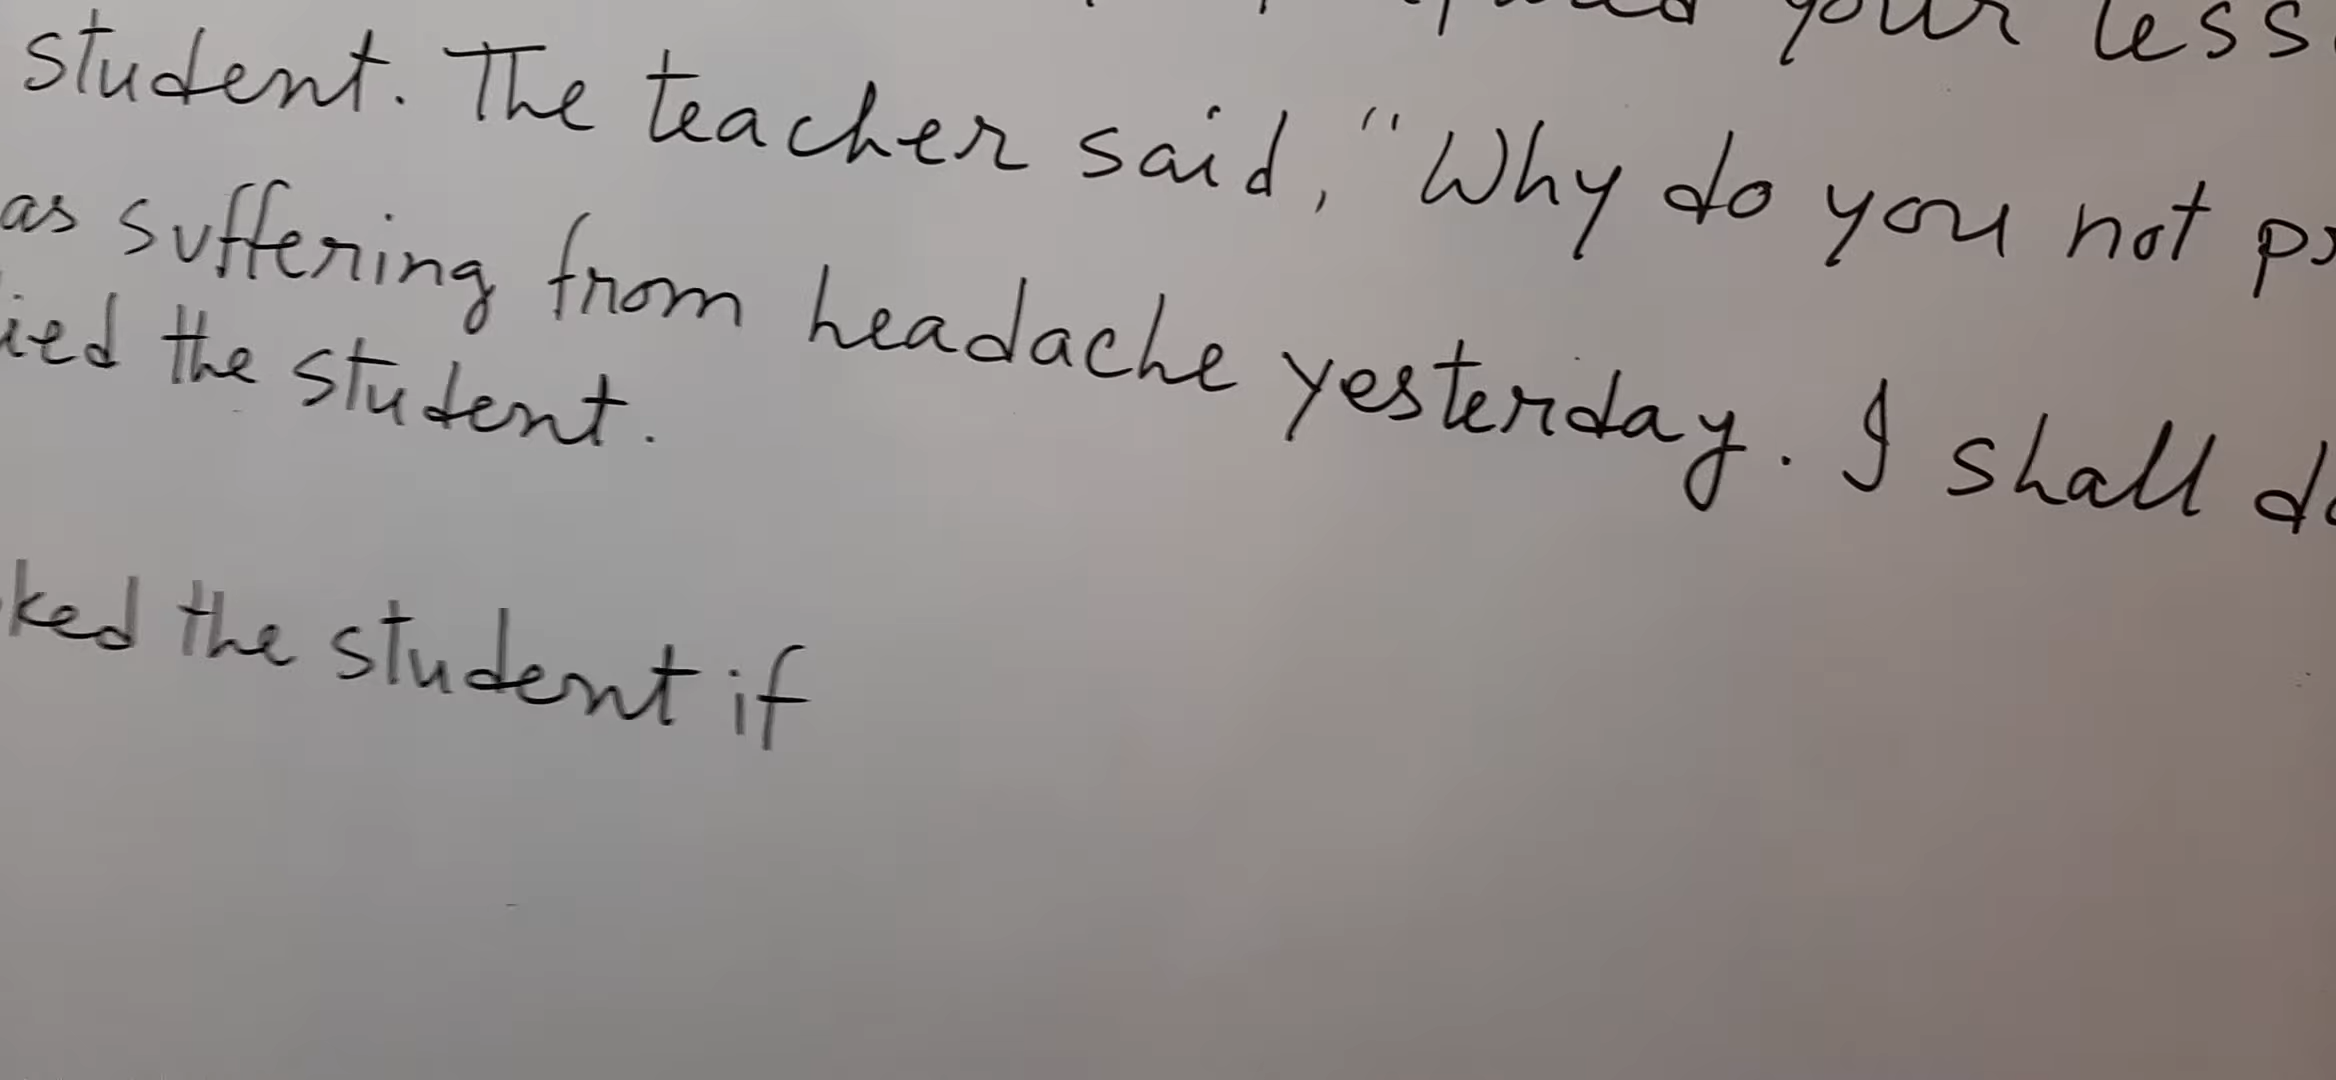 your less
student. The teacher said, "Why do you not
as suffering from headache yesterday. I shall
ied the student.
ked the student if